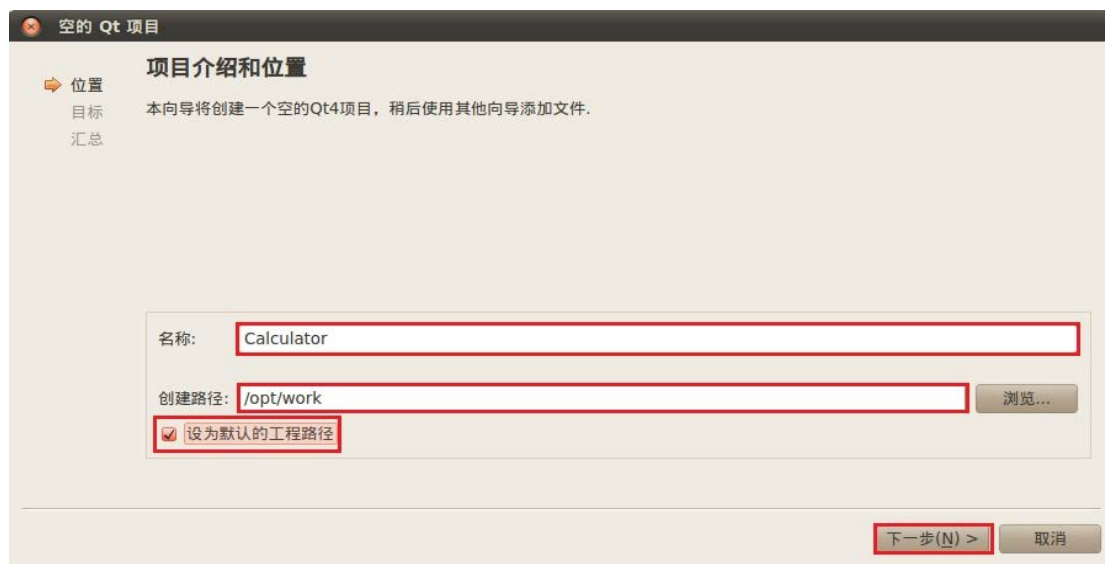 空的 Qt 项目
位置
目标
汇总
项目介绍和位置
本向导将创建一个空的Qt4项目，稍后使用其他向导添加文件.
名称: Calculator
创建路径: /opt/work 浏览...
设为默认的工程路径
下一步(N) > 取消